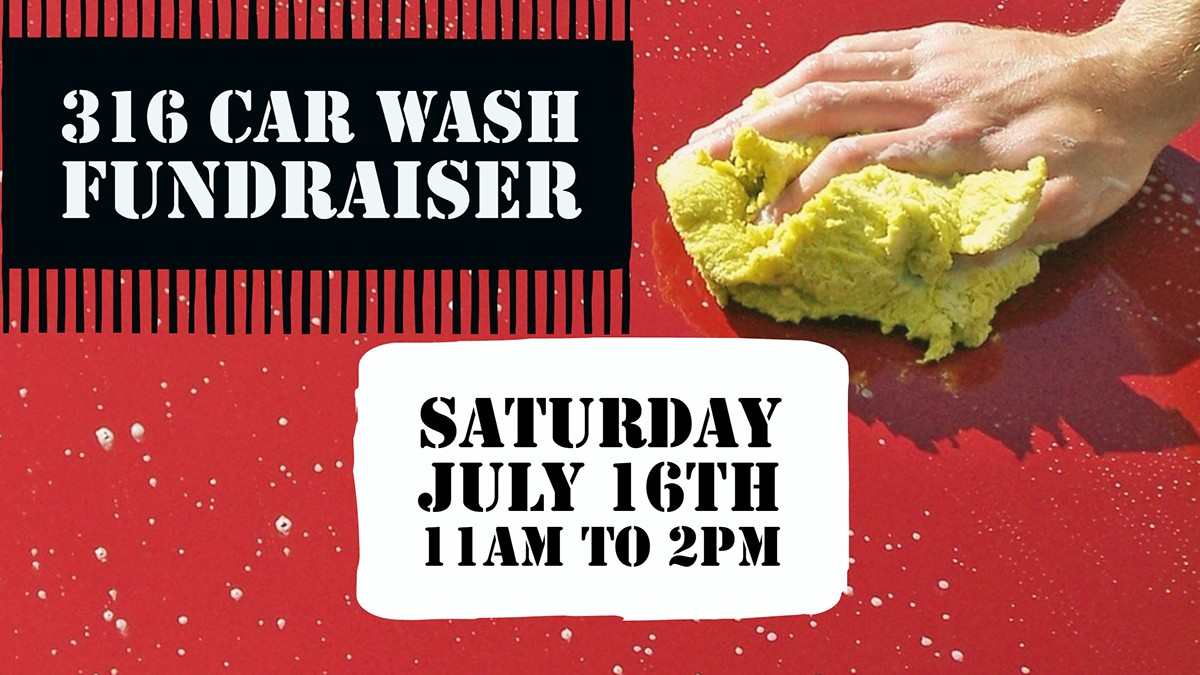 316 CAR WASH
FUNDRAISER
SATURDAY
JULY 16TH
11AM TO 2PM